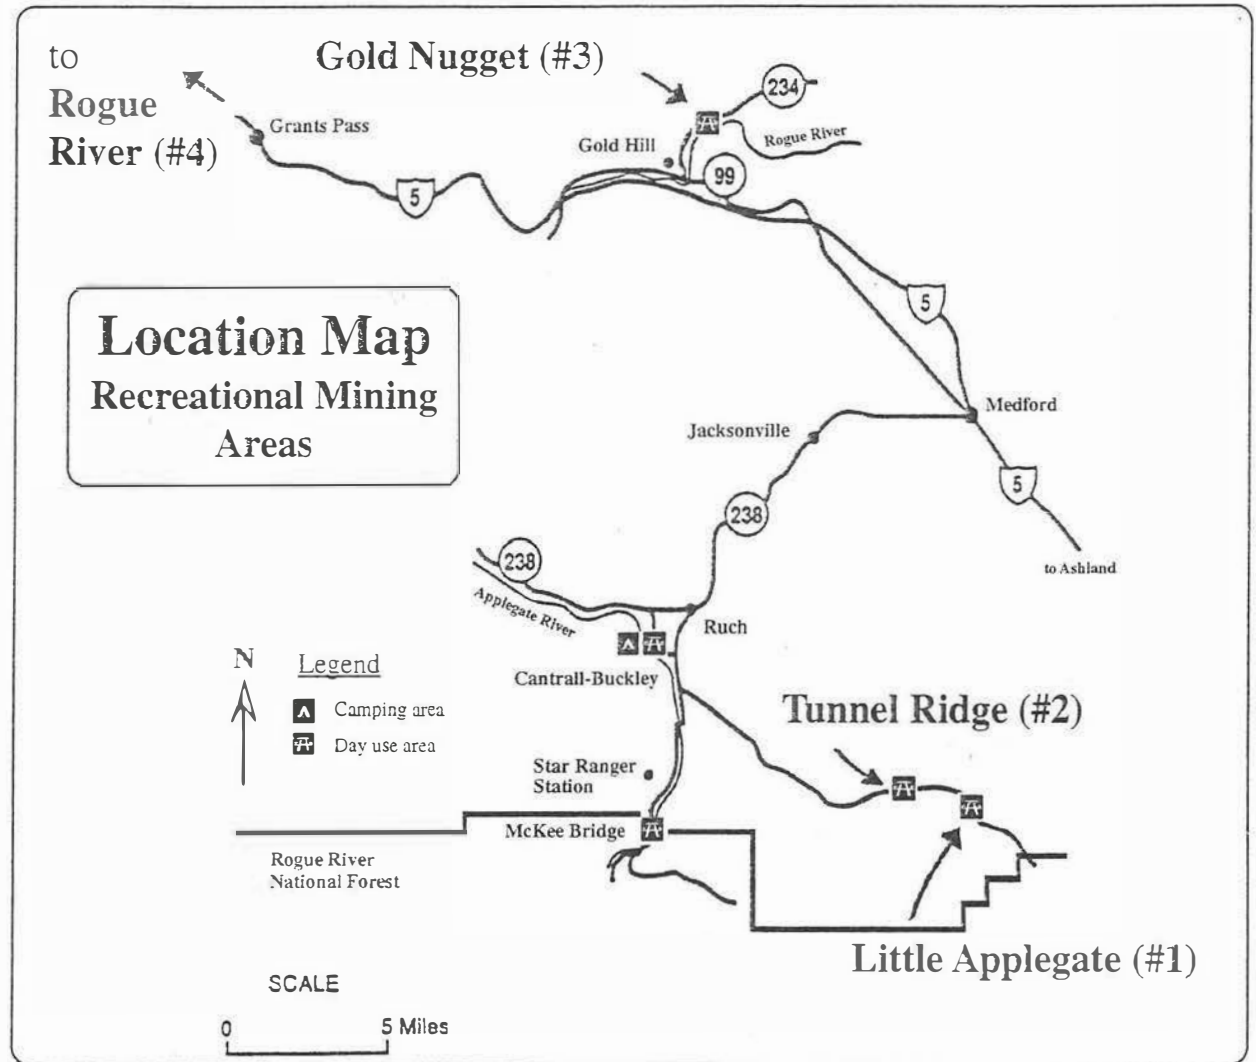 to
Rogue
River (#4)
Gold Nugget (#3)
234
Grants Pass
Gold Hill
Rogue River
99
5
Location Map
Recreational Mining
Areas
5
Medford
Jacksonville
5
238
to Ashland
238
Applegate River
Ruch
Cantrall-Buckley
N
Legend
Camping area
Day use area
Tunnel Ridge (#2)
Star Ranger
Station
McKee Bridge
Rogue River
National Forest
Little Applegate (#1)
SCALE
0 5 Miles